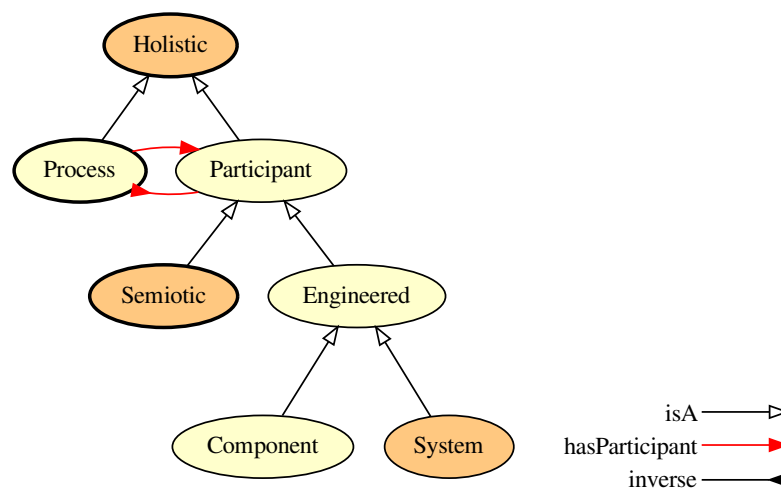 Holistic
Process
Participant
Semiotic
Engineered
Component
System
isA
hasParticipant
inverse